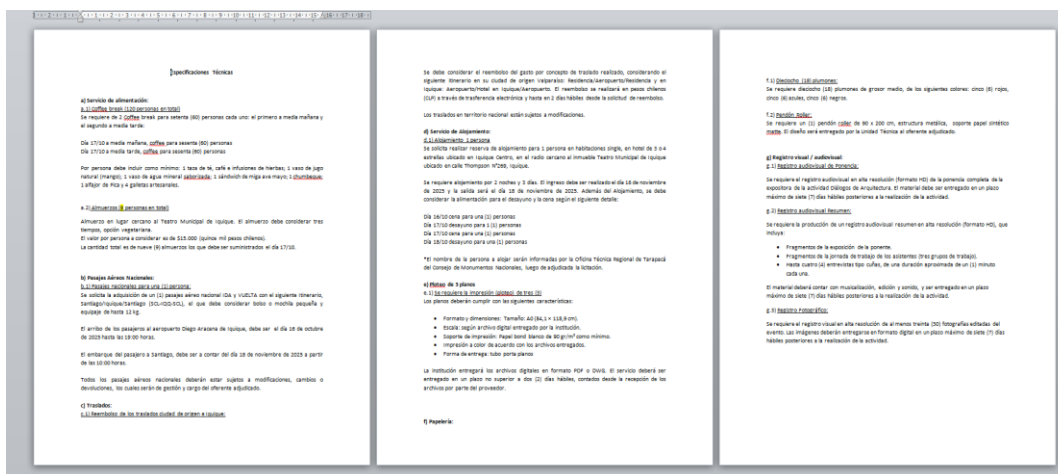 Especificaciones Técnicas
a) Servicio de alimentación:
a.1) Coffee break (120 personas en total)
Se requiere de 2 Coffee break para setenta (60) personas cada uno: el primero a media mañana y
el segundo a media tarde:
Día 17/10 a media mañana, coffee para sesenta (60) personas
Día 17/10 a media tarde, coffee para sesenta (60) personas
Por persona debe incluir como mínimo: 1 taza de té, café e infusiones de hierbas; 1 vaso de jugo
natural (mango); 1 vaso de agua mineral saborizada; 1 sándwich de miga ave mayo; 1 chumbeque;
1 alfajor de Pica y 4 galletas artesanales.
a.2) Almuerzos (9 personas en total)
Almuerzo en lugar cercano al Teatro Municipal de Iquique. El almuerzo debe considerar tres
tiempos, opción vegetariana.
El valor por persona a considerar es de $15.000 (quince mil pesos chilenos).
La cantidad total es de nueve (9) almuerzos los que debe ser suministrados el día 17/10.
b) Pasajes Aéreos Nacionales:
b.1) Pasajes nacionales para una (1) persona:
Se solicita la adquisición de un (1) pasajes aéreo nacional IDA y VUELTA con el siguiente itinerario,
Santiago/Iquique/Santiago (SCL-IQQ-SCL), el que debe considerar bolso o mochila pequeña y
equipaje de hasta 12 kg.
El arribo de los pasajeros al aeropuerto Diego Aracena de Iquique, debe ser el día 16 de octubre
de 2025 hasta las 19:00 horas.
El embarque del pasajero a Santiago, debe ser a contar del día 18 de noviembre de 2025 a partir
de las 10:00 horas.
Todos los pasajes aéreos nacionales deberán estar sujetos a modificaciones, cambios o
devoluciones, los cuales serán de gestión y cargo del oferente adjudicado.
c) Traslados:
c.1) Reembolso de los traslados ciudad de origen e Iquique:
Se debe considerar el reembolso del gasto por concepto de traslado realizado, considerando el
siguiente itinerario en su ciudad de origen Valparaíso: Residencia/Aeropuerto/Residencia y en
Iquique: Aeropuerto/Hotel en Iquique/Aeropuerto. El reembolso se realizará en pesos chilenos
(CLP) a través de trasferencia electrónica y hasta en 2 días hábiles desde la solicitud de reembolso.
Los traslados en territorio nacional están sujetos a modificaciones.
d) Servicio de Alojamiento:
d.1) Alojamiento 1 persona
Se solicita realizar reserva de alojamiento para 1 persona en habitaciones single, en hotel de 3 o 4
estrellas ubicado en Iquique Centro, en el radio cercano al inmueble Teatro Municipal de Iquique
ubicado en calle Thompson N°269, Iquique.
Se requiere alojamiento por 2 noches y 3 días. El ingreso debe ser realizado el día 16 de noviembre
de 2025 y la salida será el día 18 de noviembre de 2025. Además del Alojamiento, se debe
considerar la alimentación para el desayuno y la cena según el siguiente detalle:
Día 16/10 cena para una (1) personas
Día 17/10 desayuno para 1 (1) personas
Día 17/10 cena para una (1) personas
Día 18/10 desayuno para una (1) personas
*El nombre de la persona a alojar serán informadas por la Oficina Técnica Regional de Tarapacá
del Consejo de Monumentos Nacionales, luego de adjudicada la licitación.
e) Ploteo de 3 planos
e.1) Se requiere la impresión (ploteo) de tres (3)
Los planos deberán cumplir con las siguientes características:
• Formato y dimensiones: Tamaño: A0 (84,1 × 118,9 cm).
• Escala: según archivo digital entregado por la institución.
• Soporte de impresión: Papel bond blanco de 90 gr/m² como mínimo.
• Impresión a color de acuerdo con los archivos entregados.
• Forma de entrega: tubo porta planos
La institución entregará los archivos digitales en formato PDF o DWG. El servicio deberá ser
entregado en un plazo no superior a dos (2) días hábiles, contados desde la recepción de los
archivos por parte del proveedor.
f) Papelería:
f.1) Dieciocho (18) plumones:
Se requiere dieciocho (18) plumones de grosor medio, de los siguientes colores: cinco (6) rojos,
cinco (6) azules, cinco (6) negros.
f.2) Pendón Roller:
Se requiere un (1) pendón roller de 90 x 200 cm, estructura metálica, soporte papel sintético
matte. El diseño será entregado por la Unidad Técnica al oferente adjudicado.
g) Registro visual / audiovisual:
g.1) Registro audiovisual de Ponencia:
Se requiere el registro audiovisual en alta resolución (formato HD) de la ponencia completa de la
expositora de la actividad Diálogos de Arquitectura. El material debe ser entregado en un plazo
máximo de siete (7) días hábiles posteriores a la realización de la actividad.
g.2) Registro audiovisual Resumen:
Se requiere la producción de un registro audiovisual resumen en alta resolución (formato HD), que
incluya:
• Fragmentos de la exposición de la ponente.
• Fragmentos de la jornada de trabajo de los asistentes (tres grupos de trabajo).
• Hasta cuatro (4) entrevistas tipo cuñas, de una duración aproximada de un (1) minuto
cada una.
El material deberá contar con musicalización, edición y sonido, y ser entregado en un plazo
máximo de siete (7) días hábiles posteriores a la realización de la actividad.
g.3) Registro Fotográfico:
Se requiere el registro visual en alta resolución de al menos treinta (30) fotografías editadas del
evento. Las imágenes deberán entregarse en formato digital en un plazo máximo de siete (7) días
hábiles posteriores a la realización de la actividad.